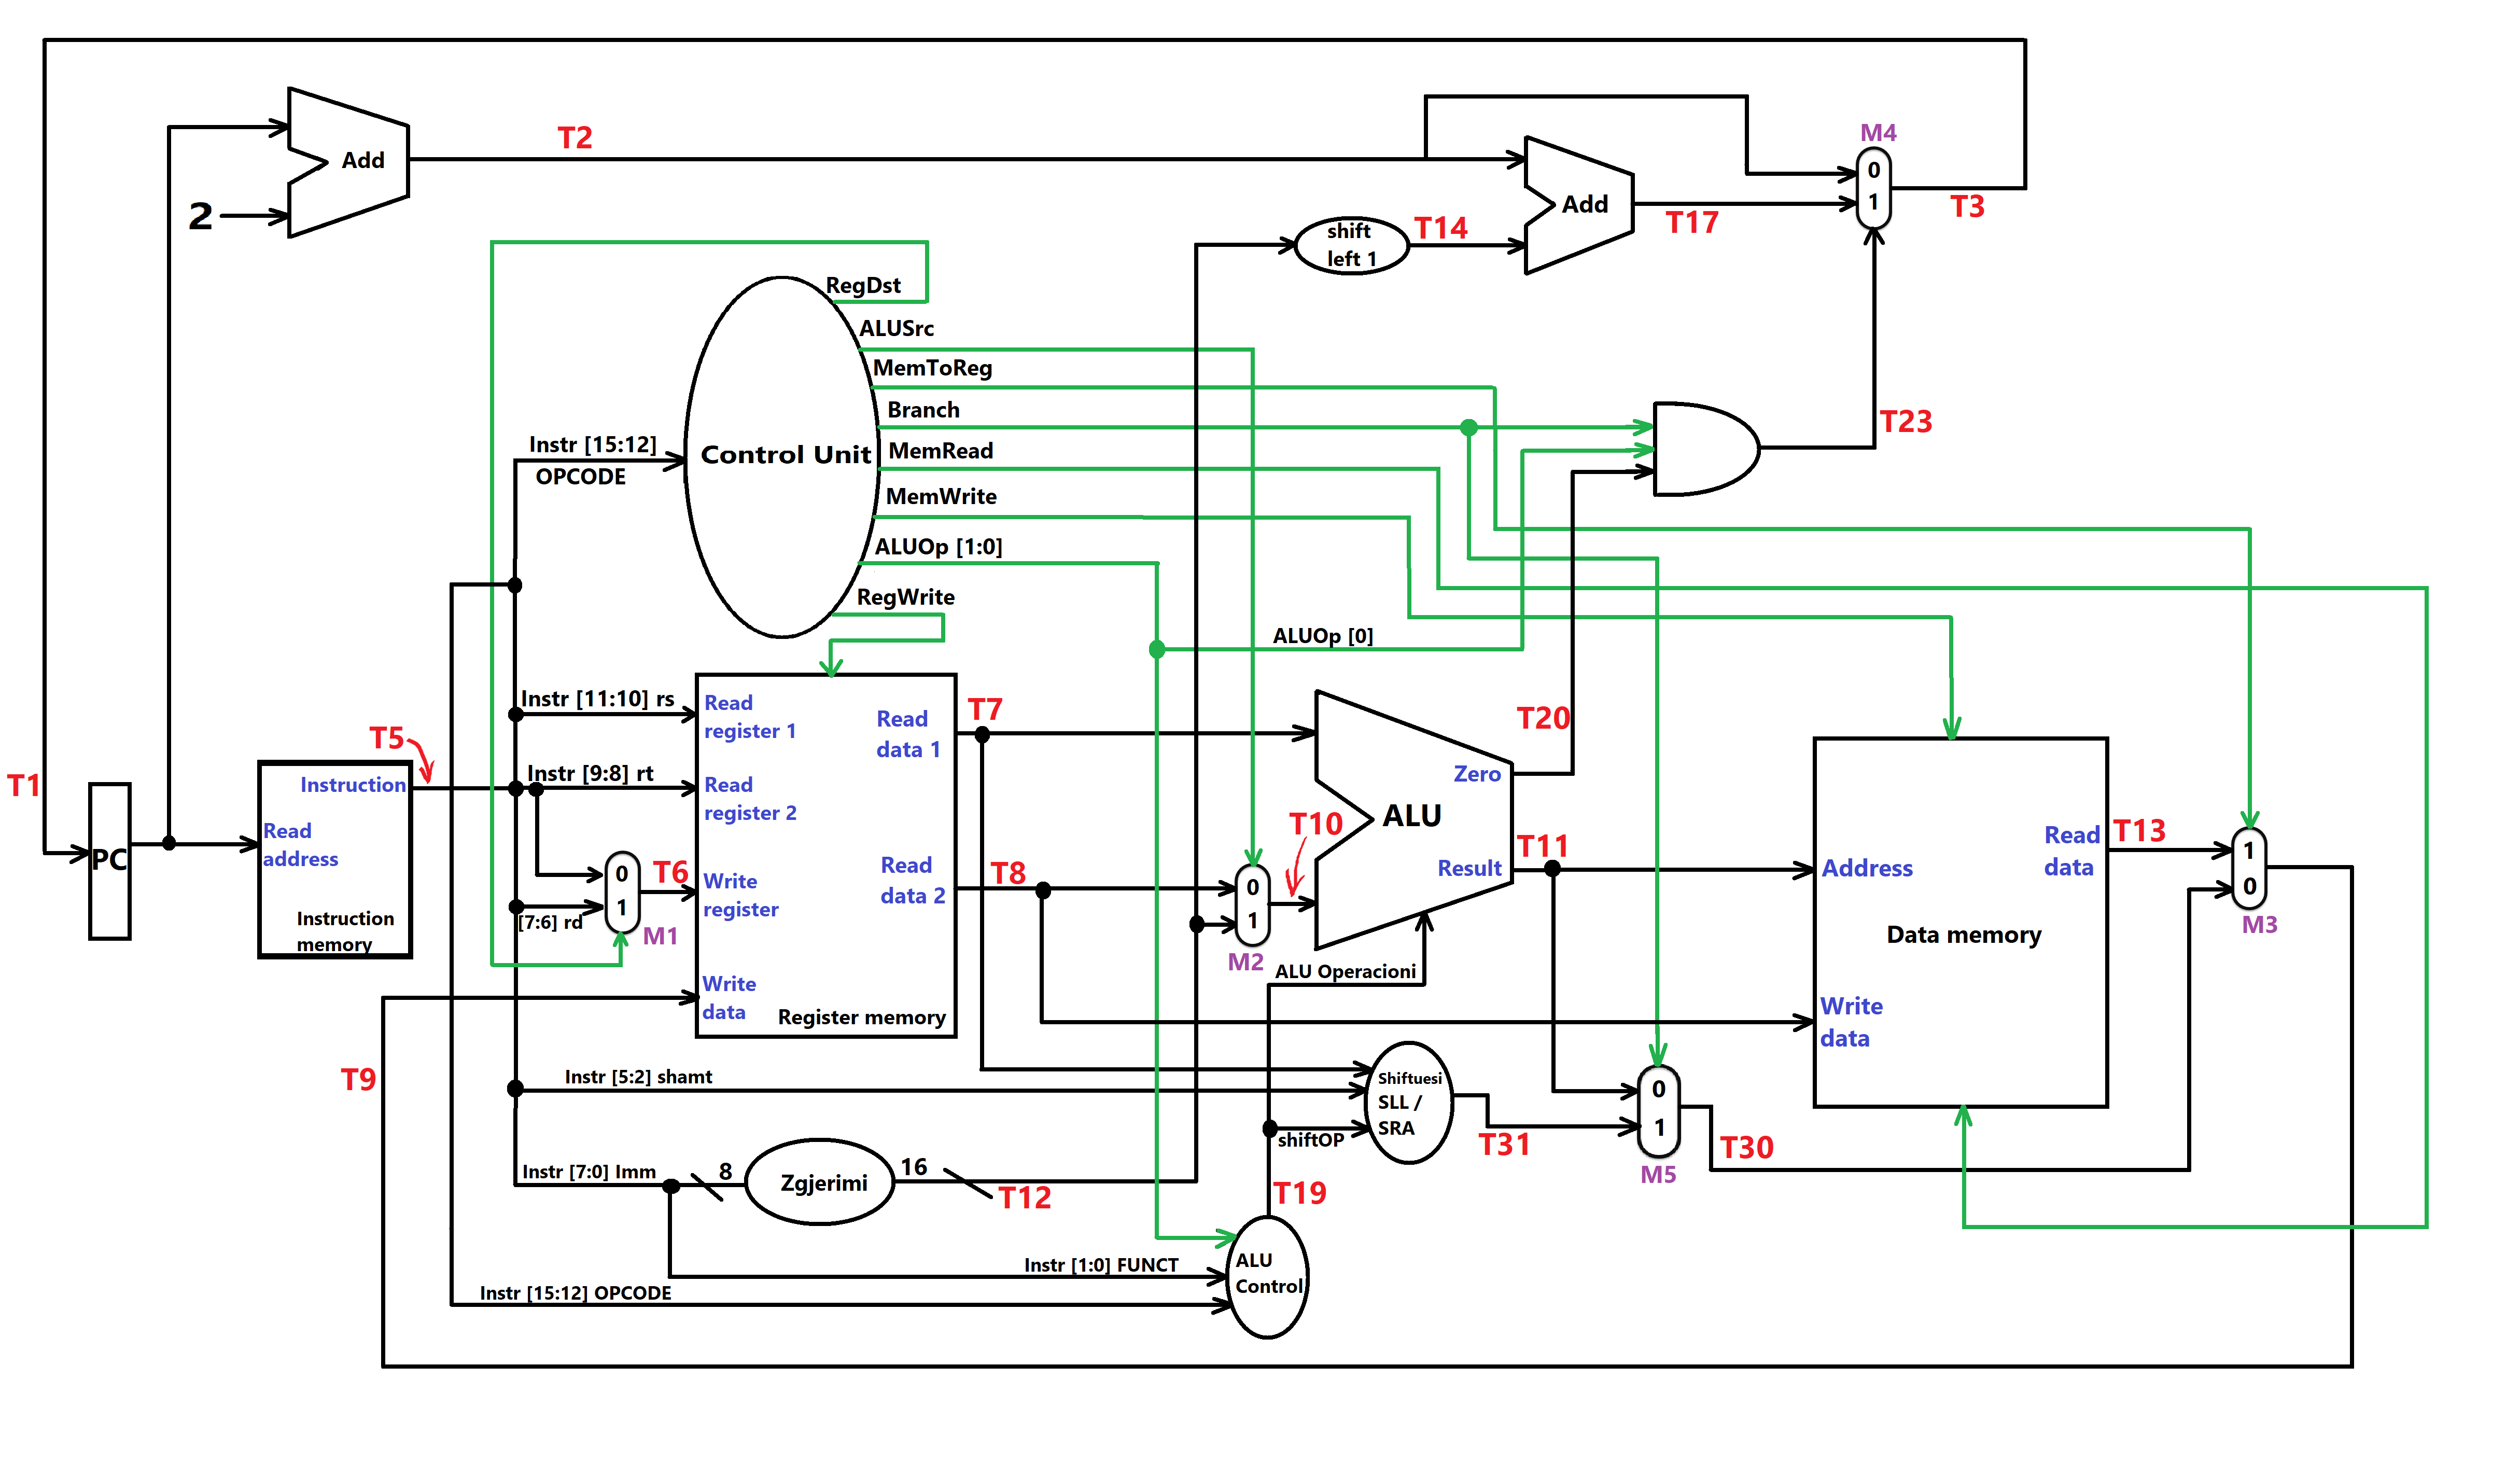 T2
Add
2
M4
0
1
T3
Add
T17
shift
left 1
T14
RegDst
ALUSrc
MemToReg
Branch
MemRead
MemWrite
ALUOp [1:0]
RegWrite
Control Unit
Instr [15:12]
OPCODE
T23
ALUOp [0]
T1
PC
T5
Instruction
Read
address
Instruction
memory
Instr [11:10] rs
Instr [9:8] rt
[7:6] rd
0
1
M1
T6
Read
register 1
Read
register 2
Write
register
Write
data
Read
data 1
Read
data 2
Register memory
T7
T8
0
1
M2
T10
ALU
Zero
Result
T20
T11
ALU Operacioni
Address
Write
data
Read
data
Data memory
T13
1
0
M3
T9
Instr [5:2] shamt
Shiftuesi
SLL /
SRA
shiftOP
T31
0
1
M5
T30
Instr [7:0] Imm
8
Zgjerimi
16
T12
T19
ALU
Control
Instr [1:0] FUNCT
Instr [15:12] OPCODE